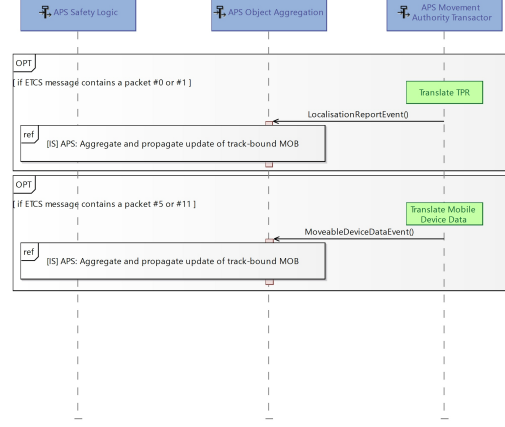 APS Safety Logic
APS Object Aggregation
APS Movement
Authority Transactor
OPT
[ if ETCS message contains a packet #0 or #1 ]
Translate TPR
LocalisationReportEvent()
ref
[IS] APS: Aggregate and propagate update of track-bound MOB
OPT
[ if ETCS message contains a packet #5 or #11 ]
Translate Mobile
Device Data
MoveableDeviceDataEvent()
ref
[IS] APS: Aggregate and propagate update of track-bound MOB